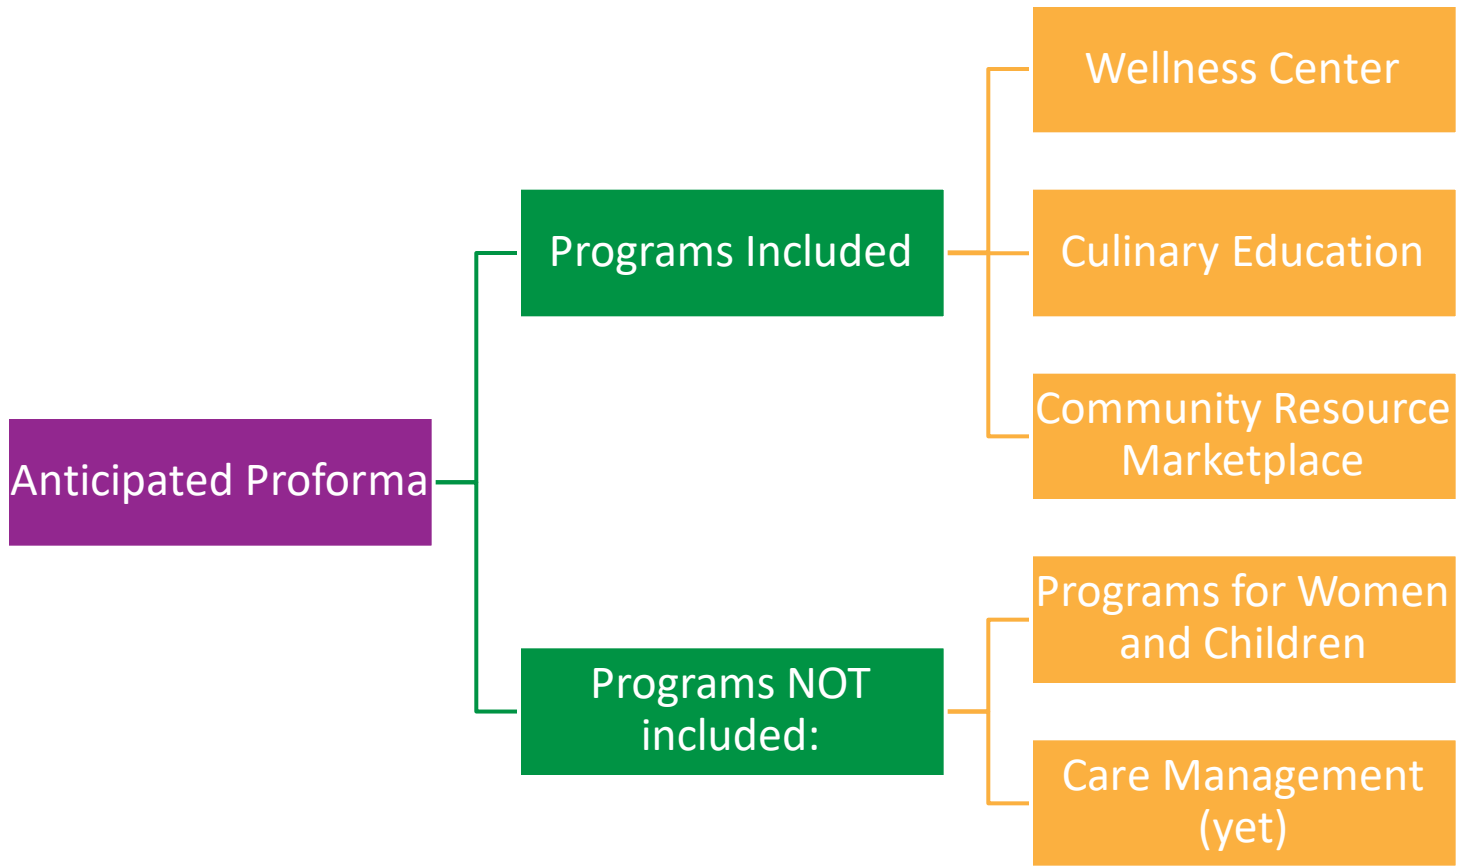 Anticipated Proforma
Programs Included
Wellness Center
Culinary Education
Community Resource
Marketplace
Programs NOT
included:
Programs for Women
and Children
Care Management
(yet)